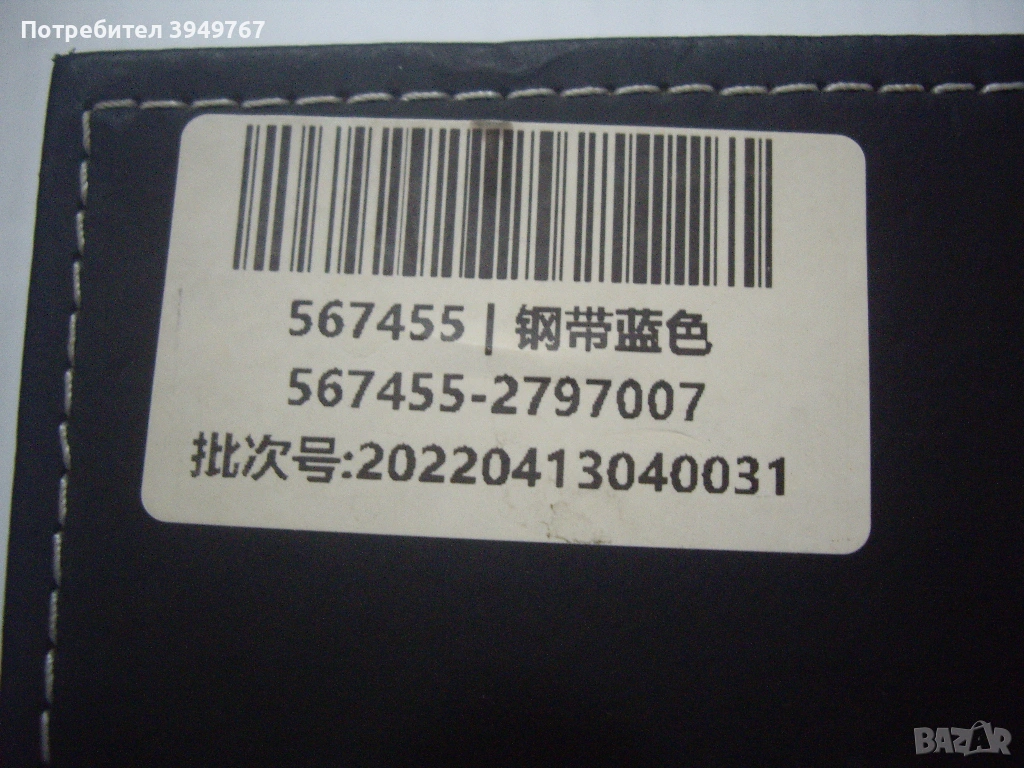 Потребител 3949767
567455 | 钢带蓝色
567455-2797007
批次号:20220413040031
BAZAR